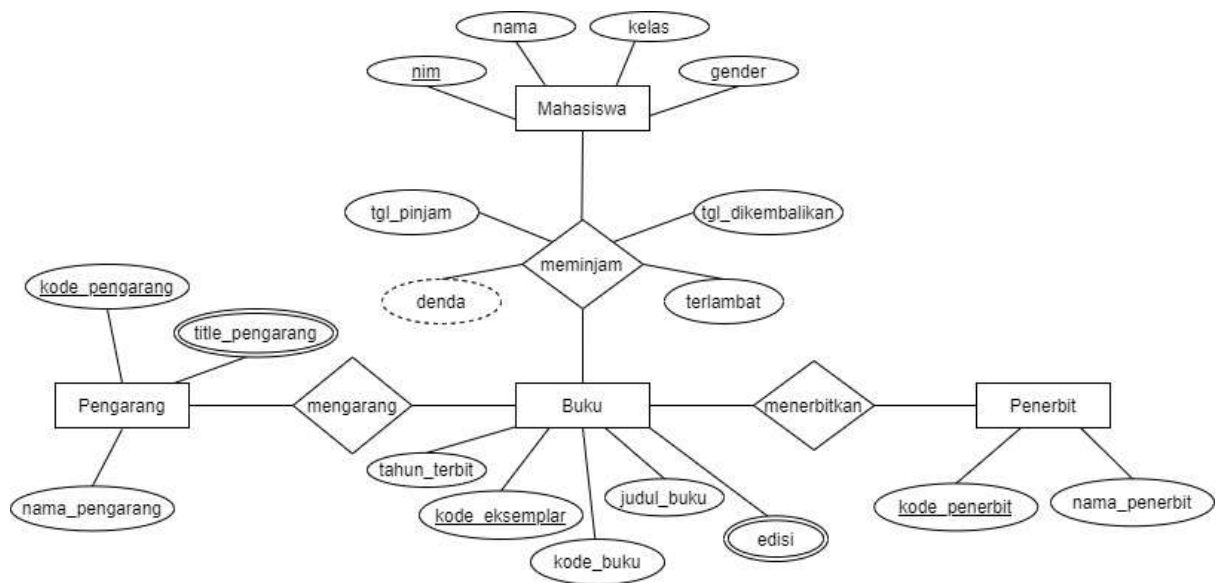 nama
kelas
nim
gender
Mahasiswa
tgl_pinjam
tgl_dikembalikan
meminjam
denda
terlambat
kode_pengarang
title_pengarang
Pengarang
mengarang
Buku
menerbitkan
Penerbit
tahun_terbit
judul_buku
nama_pengarang
kode_eksemplar
kode_penerbit
nama_penerbit
edisi
kode_buku